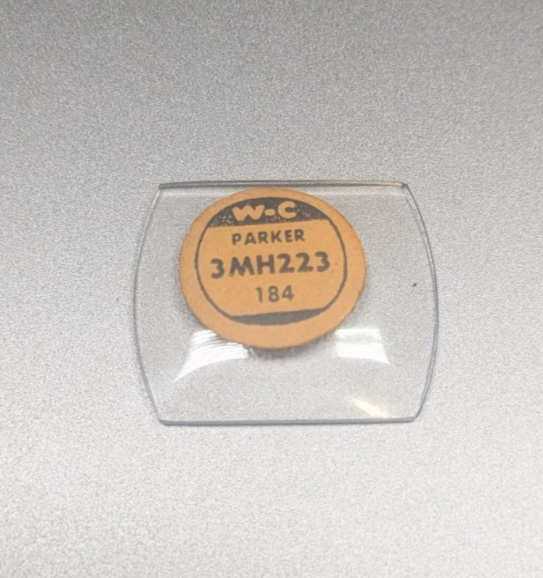 W-C
PARKER
3MH223
184